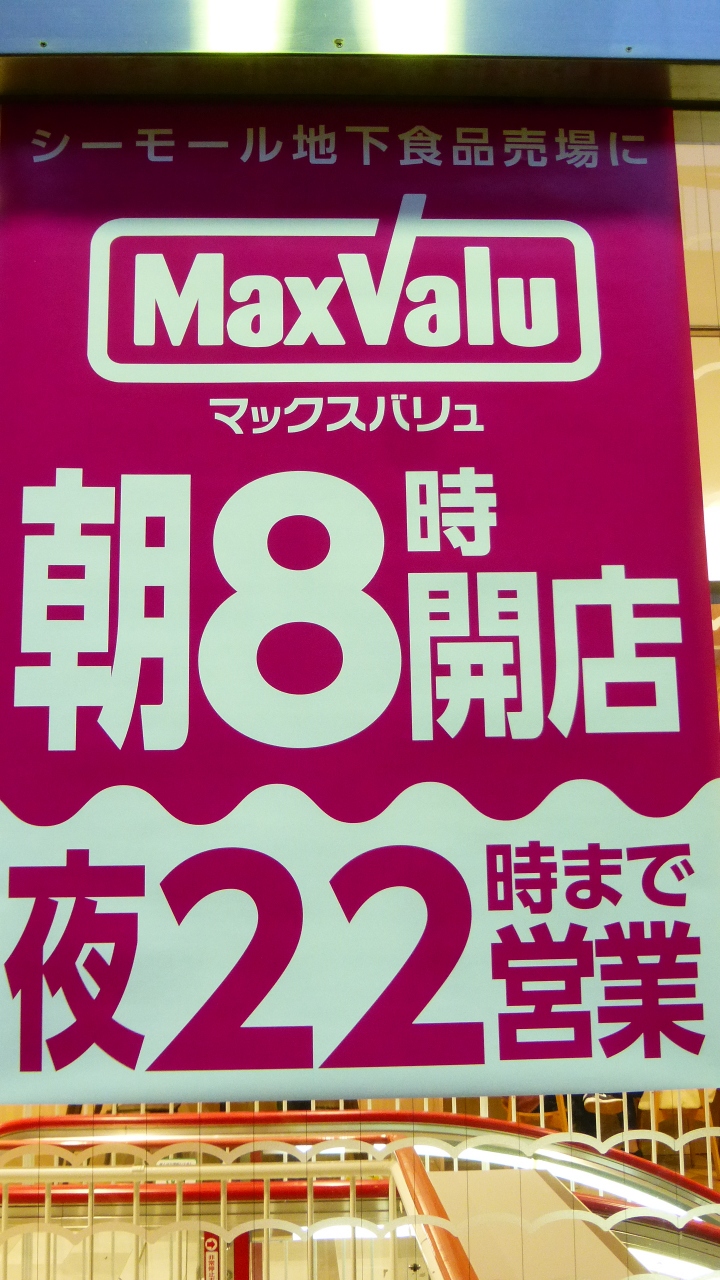 シーモール地下食品売場に
MaxValu
マックスバリュ
朝8時開店
夜22時まで営業